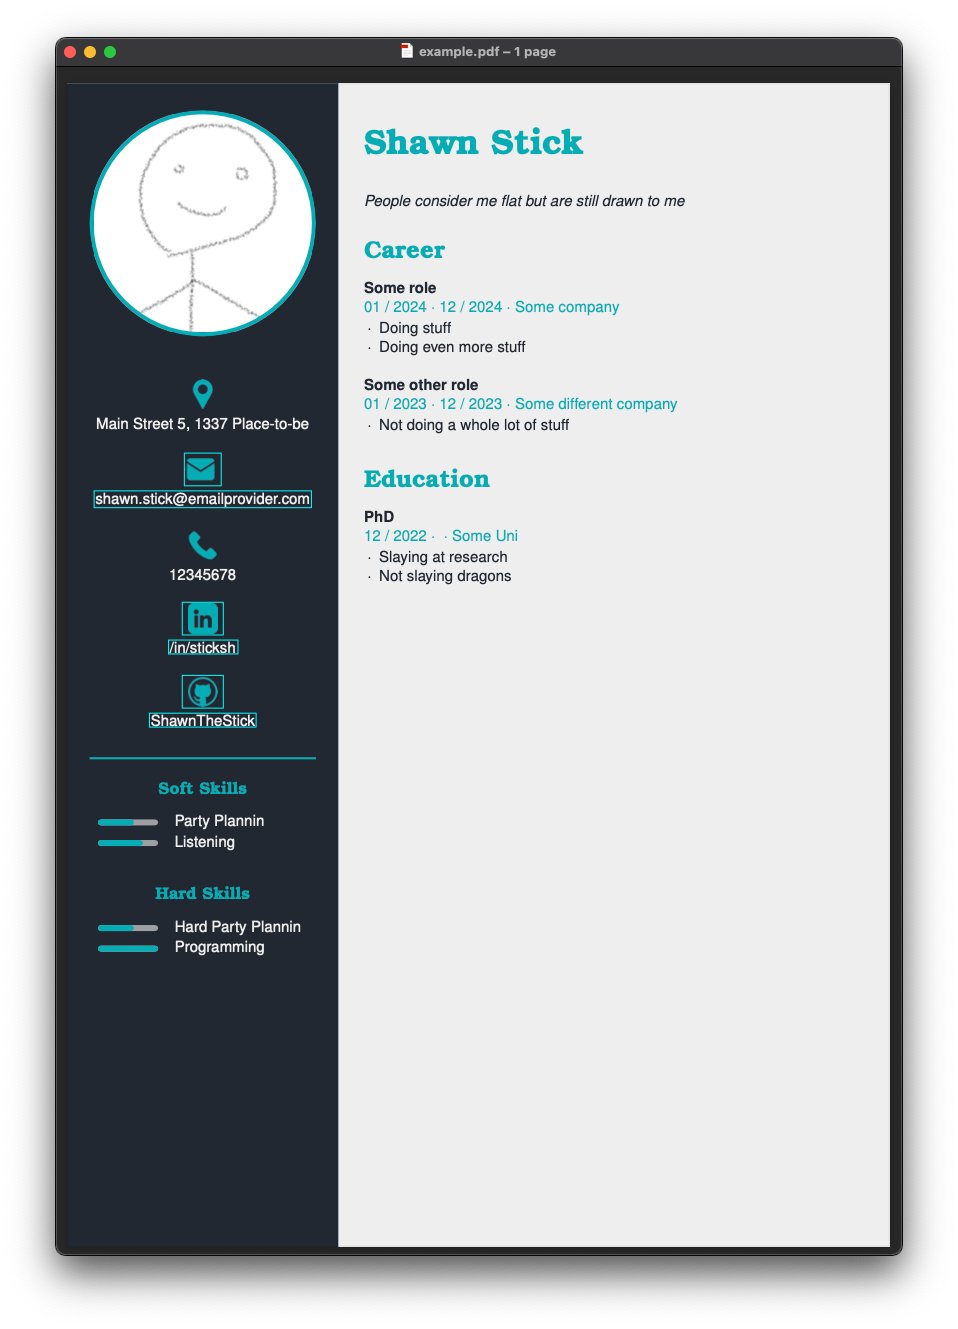 example.pdf – 1 page
Main Street 5, 1337 Place-to-be
shawn.stick@emailprovider.com
12345678
in
/in/sticksh
ShawnTheStick
Soft Skills
Party Plannin
Listening
Hard Skills
Hard Party Plannin
Programming
Shawn Stick
People consider me flat but are still drawn to me
Career
Some role
01 / 2024 · 12 / 2024 · Some company
· Doing stuff
· Doing even more stuff
Some other role
01 / 2023 · 12 / 2023 · Some different company
· Not doing a whole lot of stuff
Education
PhD
12 / 2022 · · Some Uni
· Slaying at research
· Not slaying dragons